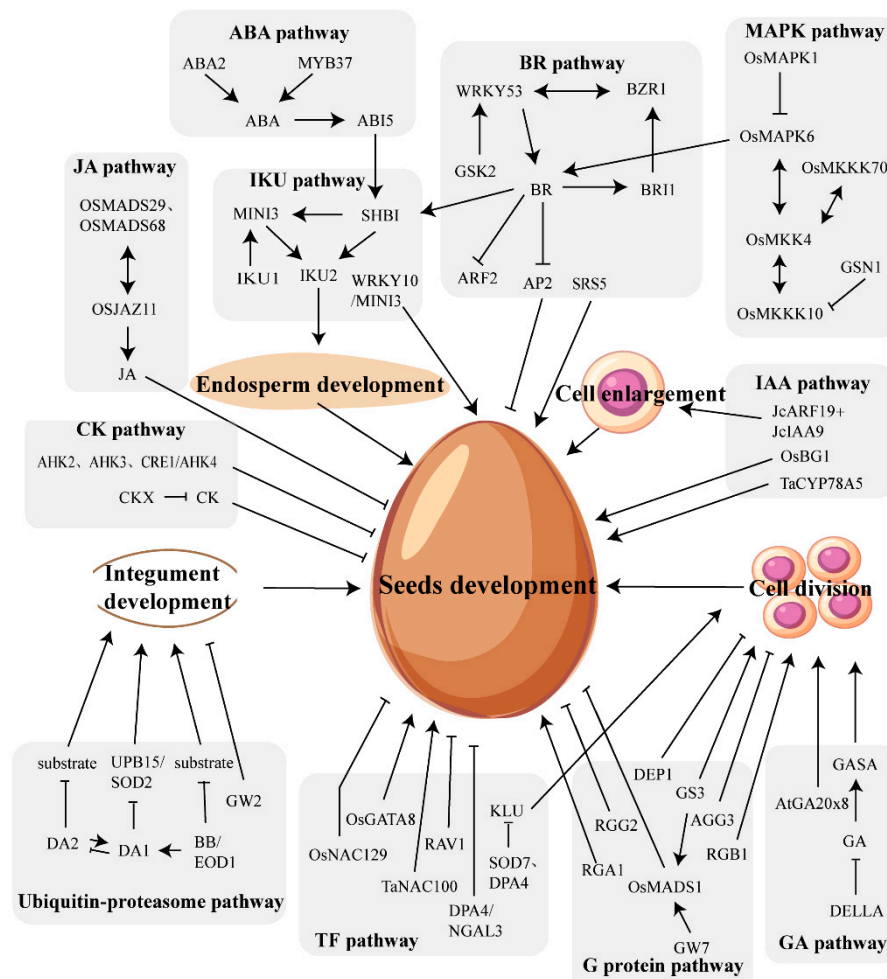 ABA pathway
ABA2
MYB37
ABA
ABI5
BR pathway
WRKY53
BZR1
GSK2
BR
BRI1
ARF2
AP2
SRS5
MAPK pathway
OsMAPK1
OsMAPK6
OsMKKK70
OsMKK4
GSN1
OsMKKK10
JA pathway
OSMADS29、
OSMADS68
OSJAZ11
JA
IKU pathway
MINI3
SHBI
IKU1
IKU2
WRKY10
/MINI3
Endosperm development
Cell enlargement
IAA pathway
JcARF19+
JcIAA9
OsBG1
TaCYP78A5
CK pathway
AHK2、AHK3、CRE1/AHK4
CKX
CK
Integument
development
Seeds development
Cell division
substrate
UPB15/
SOD2
substrate
GW2
DA2
DA1
BB/
EOD1
Ubiquitin-proteasome pathway
OsNAC129
OsGATA8
TaNAC100
RAV1
DPA4/
NGAL3
KLU
SOD7、
DPA4
TF pathway
DEP1
GS3
AGG3
RGB1
RGG2
RGA1
OsMADS1
GW7
G protein pathway
GASA
AtGA20x8
GA
DELLA
GA pathway